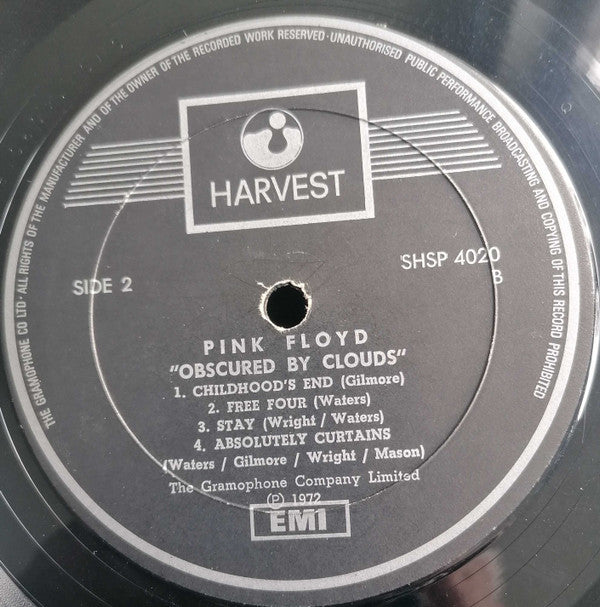 THE GRAMOPHONE CO LTD · ALL RIGHTS OF THE MANUFACTURER AND OF THE OWNER OF THE RECORDED WORK RESERVED · UNAUTHORISED PUBLIC PERFORMANCE BROADCASTING AND COPYING OF THIS RECORD PROHIBITED
HARVEST
SIDE 2
SHSP 4020
B
PINK FLOYD
"OBSCURED BY CLOUDS"
1. CHILDHOOD'S END (Gilmore)
2. FREE FOUR (Waters)
3. STAY (Wright / Waters)
4. ABSOLUTELY CURTAINS
(Waters / Gilmore / Wright / Mason)
The Gramophone Company Limited
℗ 1972
EMI